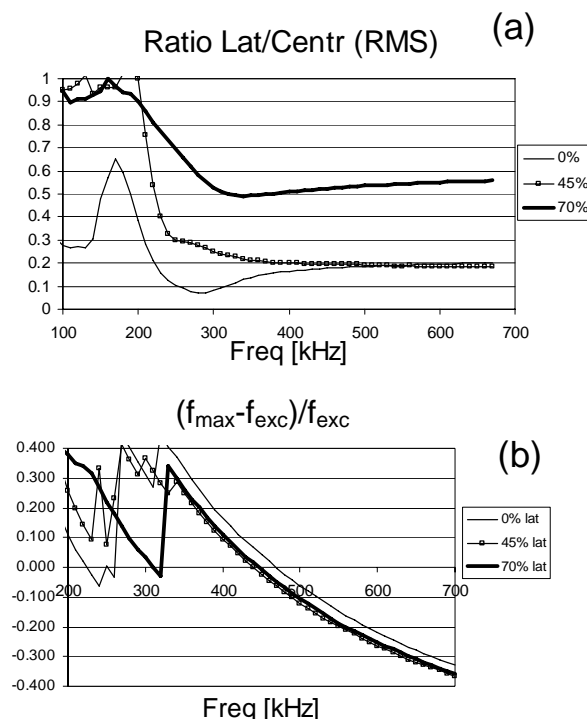 Ratio Lat/Centr (RMS)
(a)
1
0.9
0.8
0.7
0.6
0.5
0.4
0.3
0.2
0.1
0
100 200 300 400 500 600 700
Freq [kHz]
0%
45%
70%
(fmax-fexc)/fexc
(b)
0.400
0.300
0.200
0.100
0.000
-0.100
-0.200
-0.300
-0.400
200 300 400 500 600 700
Freq [kHz]
0% lat
45% lat
70% lat